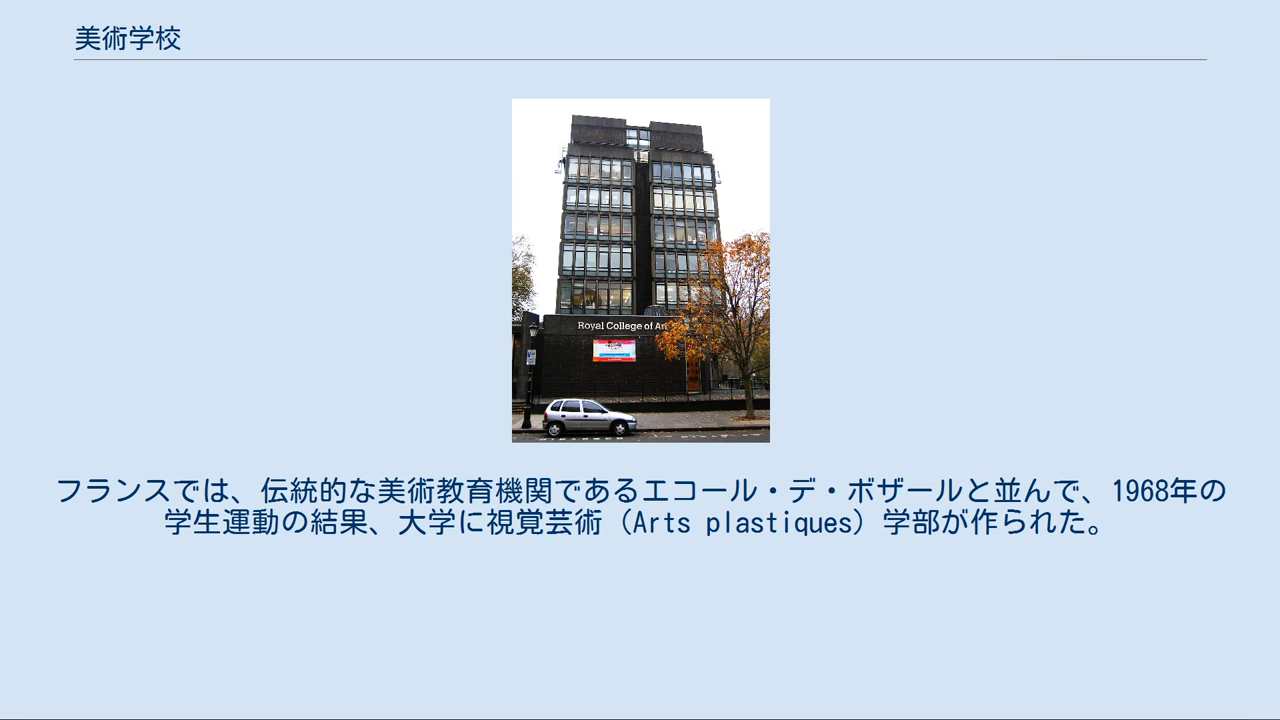 美術学校
Royal College of Art
フランスでは、伝統的な美術教育機関であるエコール・デ・ボザールと並んで、1968年の
学生運動の結果、大学に視覚芸術（Arts plastiques）学部が作られた。